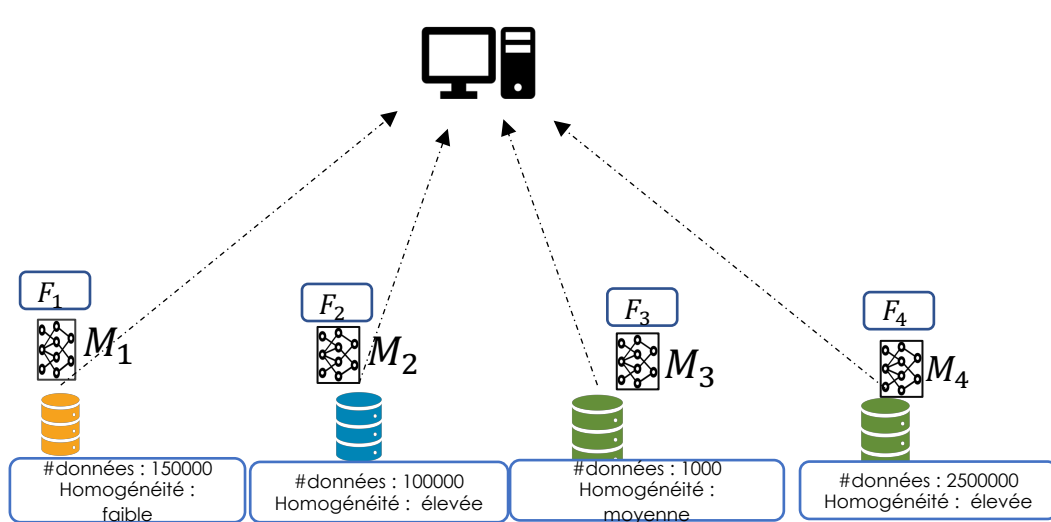 F₁
F₂
F₃
F₄
M₁
M₂
M₃
M₄
#données : 150000
Homogénéité :
faible
#données : 100000
Homogénéité : élevée
#données : 1000
Homogénéité :
moyenne
#données : 2500000
Homogénéité : élevée